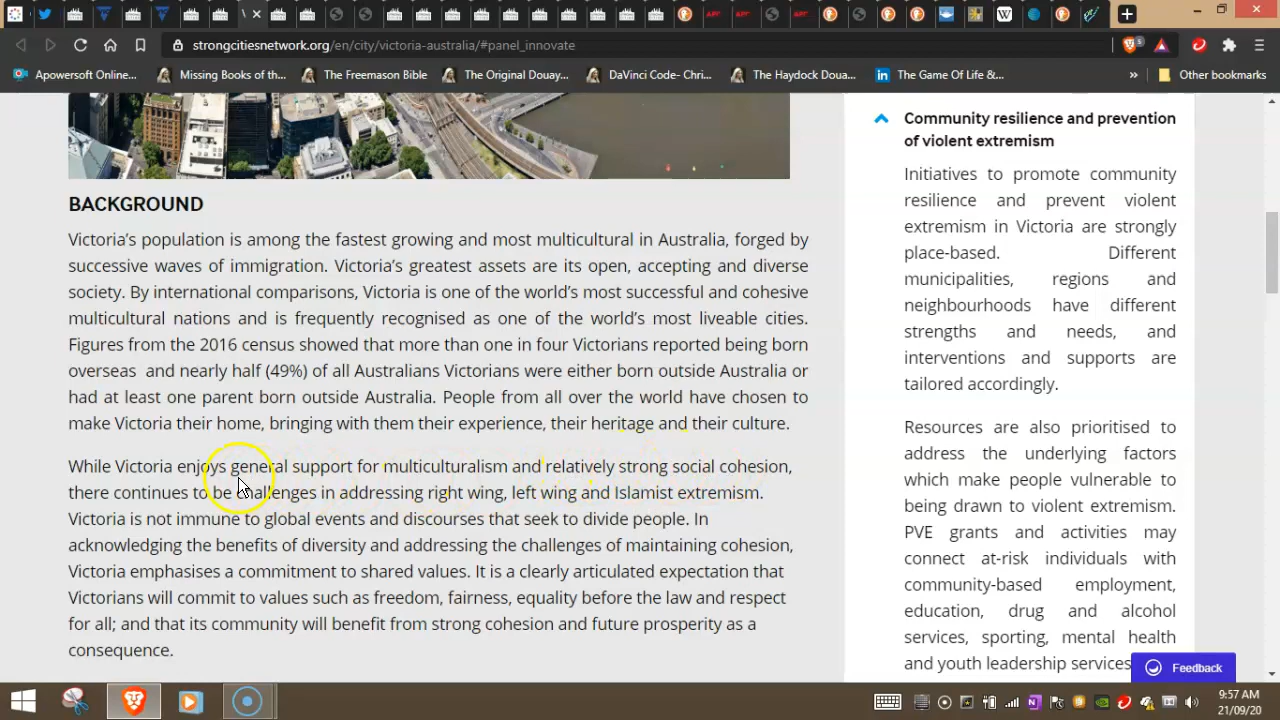 strongcitiesnetwork.org/en/city/victoria-australia/#panel_innovate
5
Apowersoft Online...
Missing Books of th...
The Freemason Bible
The Original Douay...
DaVinci Code- Chri...
The Haydock Doua...
The Game Of Life &...
»
Other bookmarks
BACKGROUND
Victoria's population is among the fastest growing and most multicultural in Australia, forged by
successive waves of immigration. Victoria's greatest assets are its open, accepting and diverse
society. By international comparisons, Victoria is one of the world's most successful and cohesive
multicultural nations and is frequently recognised as one of the world's most liveable cities.
Figures from the 2016 census showed that more than one in four Victorians reported being born
overseas and nearly half (49%) of all Australians Victorians were either born outside Australia or
had at least one parent born outside Australia. People from all over the world have chosen to
make Victoria their home, bringing with them their experience, their heritage and their culture.
While Victoria enjoys general support for multiculturalism and relatively strong social cohesion,
there continues to be challenges in addressing right wing, left wing and Islamist extremism.
Victoria is not immune to global events and discourses that seek to divide people. In
acknowledging the benefits of diversity and addressing the challenges of maintaining cohesion,
Victoria emphasises a commitment to shared values. It is a clearly articulated expectation that
Victorians will commit to values such as freedom, fairness, equality before the law and respect
for all; and that its community will benefit from strong cohesion and future prosperity as a
consequence.
Community resilience and prevention
of violent extremism
Initiatives to promote community
resilience and prevent violent
extremism in Victoria are strongly
place-based. Different
municipalities, regions and
neighbourhoods have different
strengths and needs, and
interventions and supports are
tailored accordingly.
Resources are also prioritised to
address the underlying factors
which make people vulnerable to
being drawn to violent extremism.
PVE grants and activities may
connect at-risk individuals with
community-based employment,
education, drug and alcohol
services, sporting, mental health
and youth leadership services
Feedback
9:57 AM
21/09/20